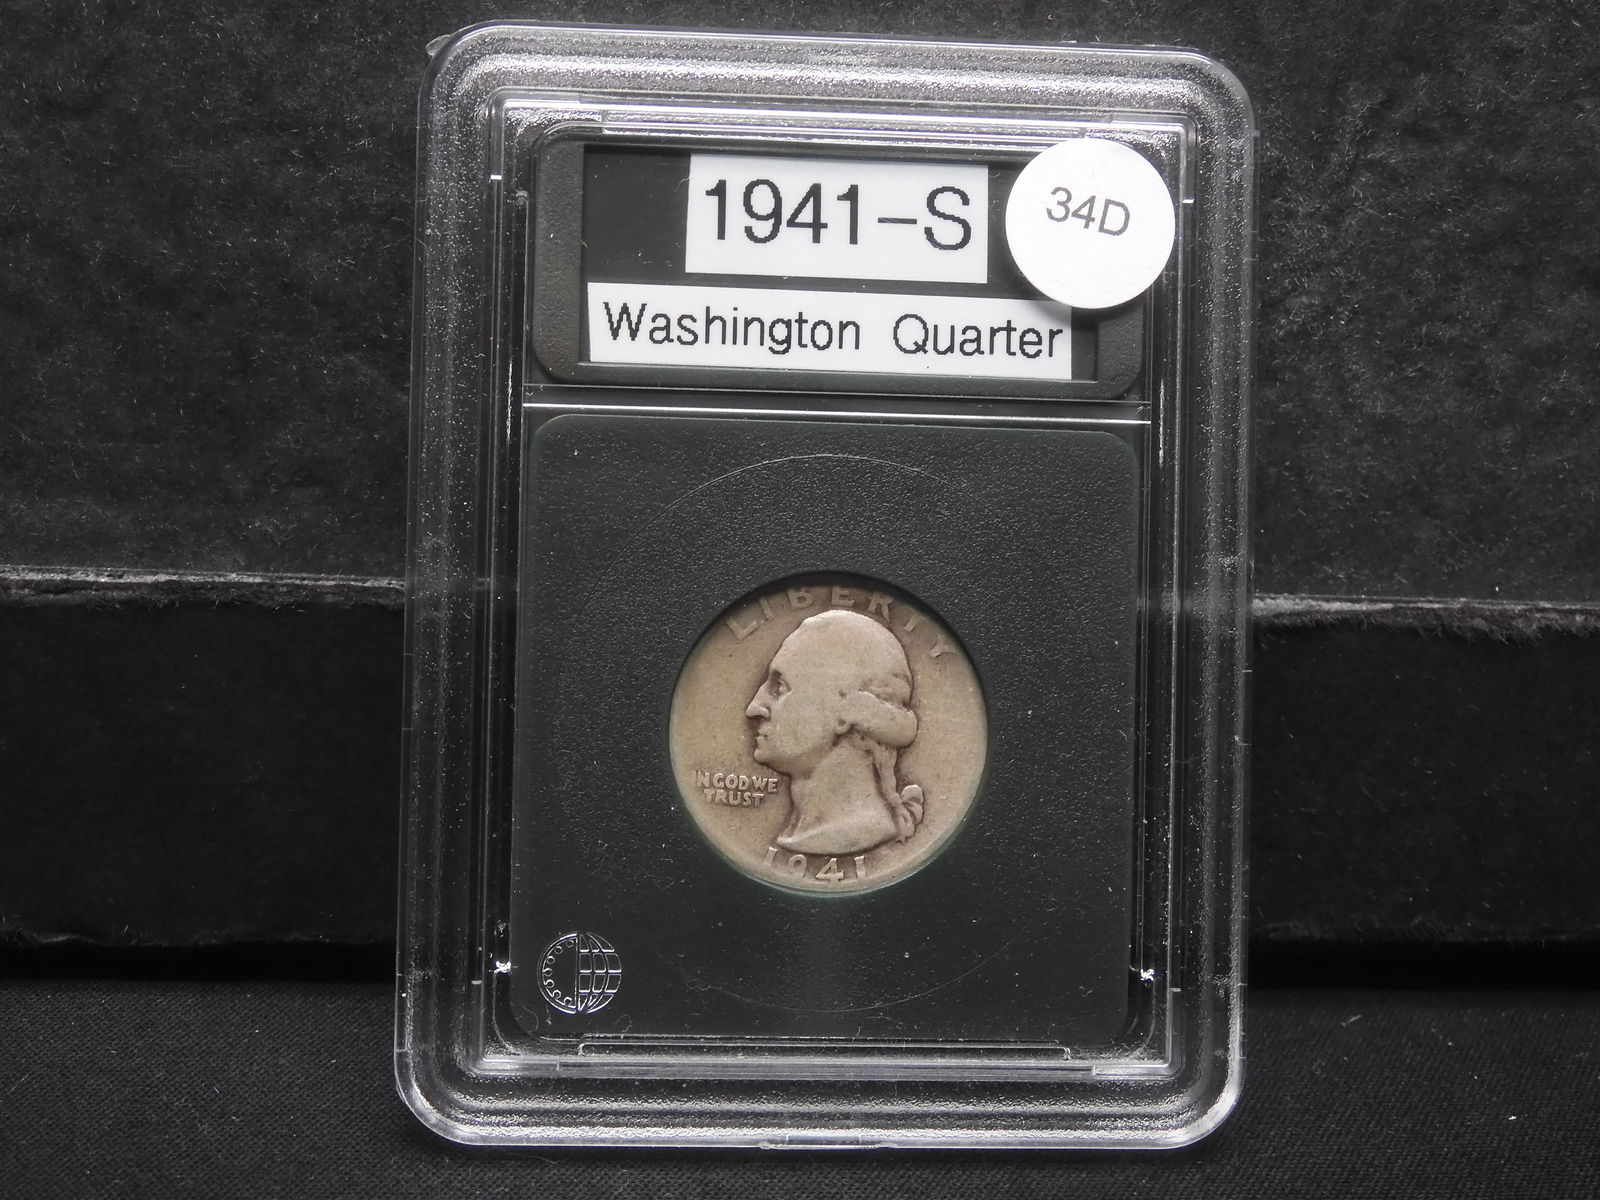 1941-S
34D
Washington Quarter
LIBERTY
IN GOD WE
TRUST
1941